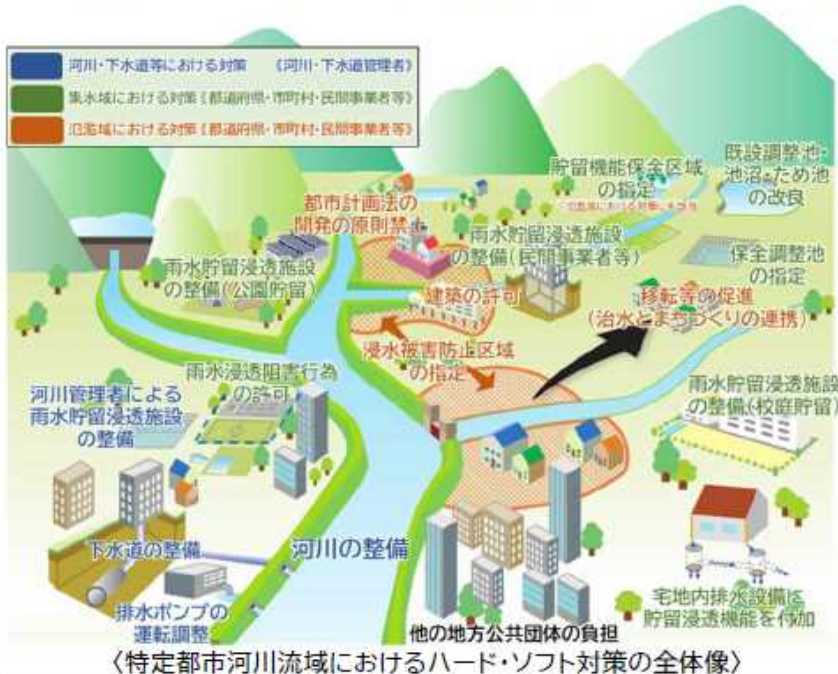 河川・下水道等における対策 《河川・下水道管理者》
集水域における対策《都道府県・市町村・民間事業者等》
氾濫域における対策《都道府県・市町村・民間事業者等》
貯留機能保全区域
の指定
既設調整池・
池沼・ため池
の改良
都市計画法の
開発の原則禁止
雨水貯留浸透施設
の整備(民間事業者等)
保全調整池
の指定
雨水貯留浸透施設
の整備(公園貯留)
建築の許可
移転等の促進
(治水とまちづくりの連携)
浸水被害防止区域
の指定
雨水浸透阻害行為
の許可
河川管理者による
雨水貯留浸透施設
の整備
雨水貯留浸透施設
の整備(校庭貯留)
下水道の整備
河川の整備
排水ポンプの
運転調整
他の地方公共団体の負担
宅地内排水設備に
貯留浸透機能を付加
〈特定都市河川流域におけるハード・ソフト対策の全体像〉